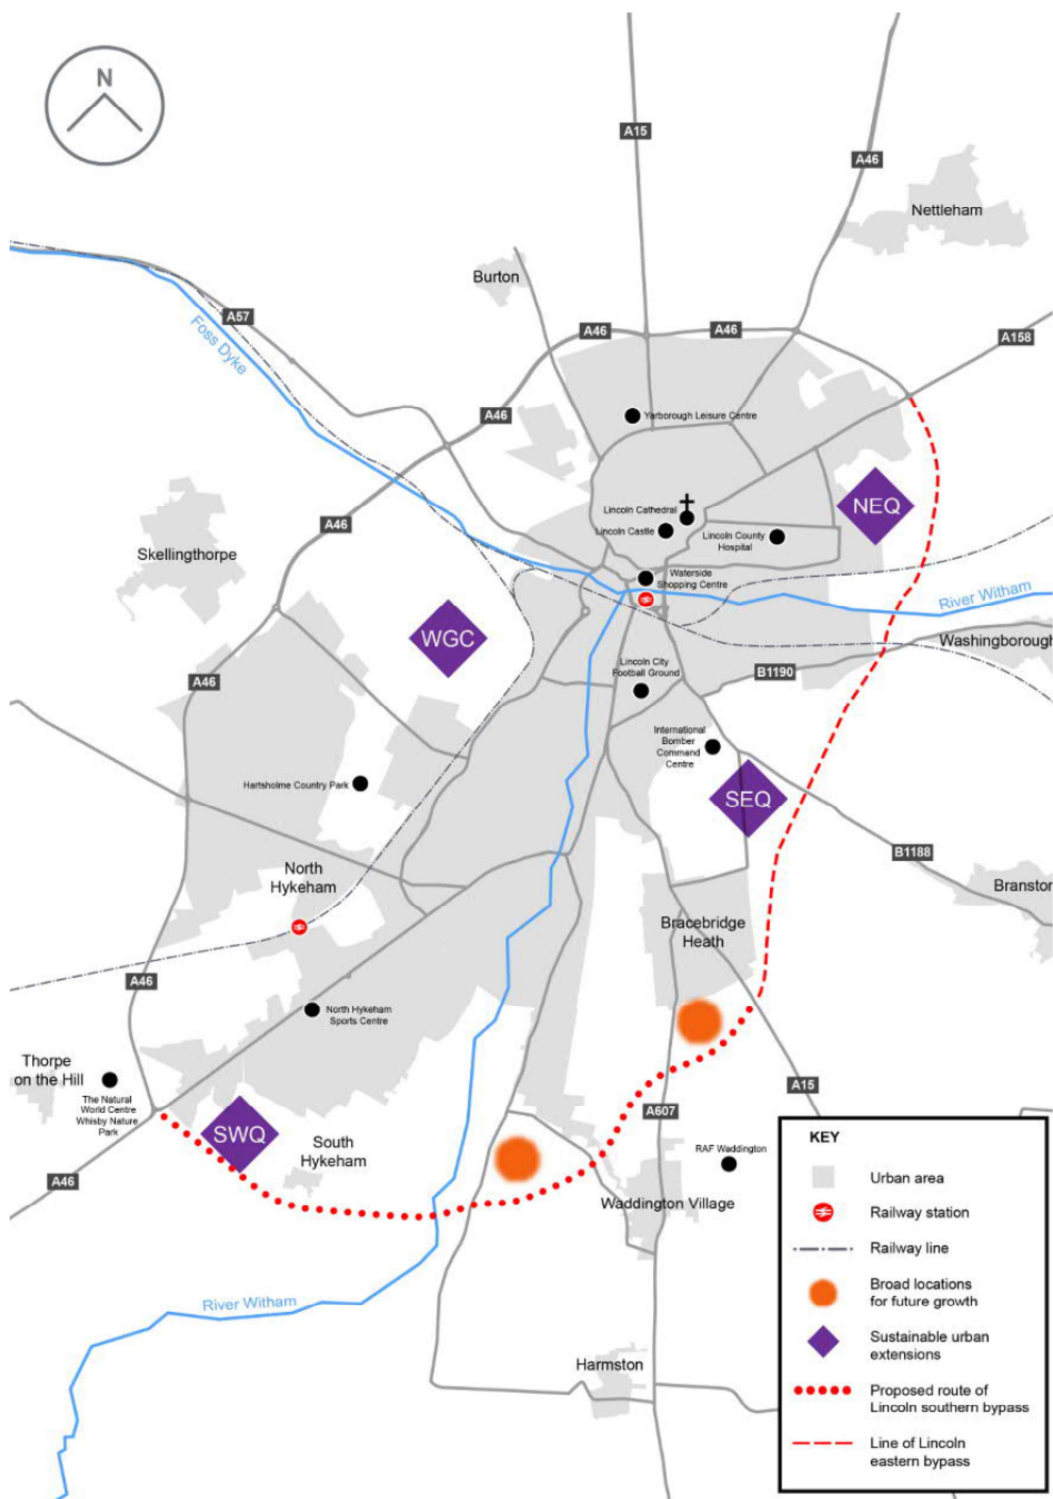 N
A15
A46
Nettleham
Burton
A57
Foss Dyke
A46
A46
A158
A46
Yarborough Leisure Centre
NEQ
Lincoln Cathedral
Lincoln Castle
Lincoln County
Hospital
A46
Skellingthorpe
Waterside
Shopping Centre
River Witham
WGC
Washingborough
Lincoln City
Football Ground
B1190
A46
International
Bomber
Command
Centre
Hartsholme Country Park
SEQ
B1188
North
Hykeham
Branston
Bracebridge
Heath
A46
North Hykeham
Sports Centre
Thorpe
on the Hill
The Natural
World Centre
Whisby Nature
Park
A15
A607
SWQ
South
Hykeham
RAF Waddington
A46
Waddington Village
River Witham
Harmston
KEY
Urban area
Railway station
Railway line
Broad locations
for future growth
Sustainable urban
extensions
Proposed route of
Lincoln southern bypass
Line of Lincoln
eastern bypass